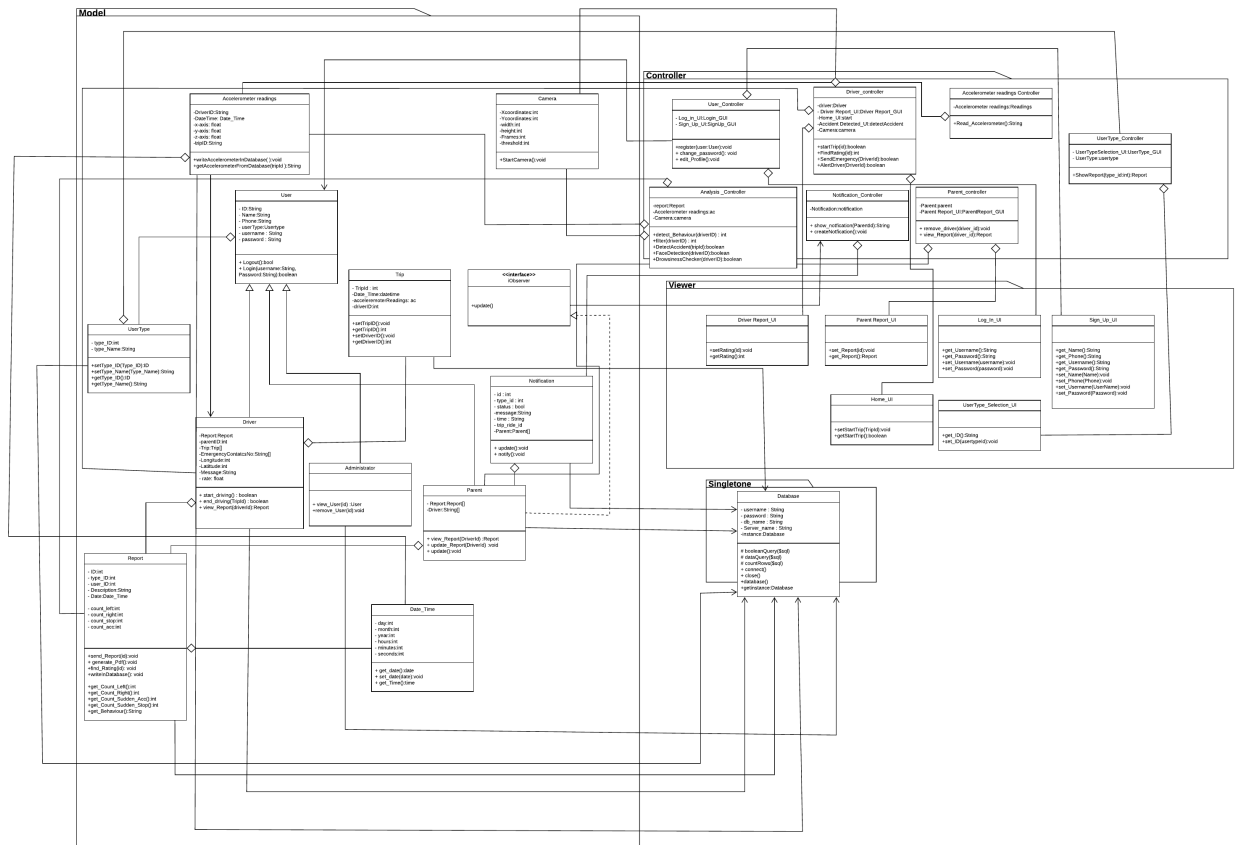 Model
Accelerometer readings
-DriverID:String
-DateTime: Date_Time
-x-axis: float
-y-axis: float
-z-axis: float
-tripID:String
+writeAccelerometerinDatabase( ):void
+getAccelerometerFromDatabase(tripId ):String
Camera
-Xcoordinates:int
-Ycoordinates:int
-width:int
-height:int
-Frames:int
-threshold:int
+StartCamera():void
User
- ID:String
- Name:String
- Phone:String
- userType:Usertype
- username : String
- password : String
+ Logout():bool
+ Login(username:String,
Password:String):boolean
Trip
- TripId : int
-Date_Time:datetime
-acceleremoterReadings: ac
-driverID:int
+setTripID():void
+getTripID():int
+setDriverID():void
+getDriverID():int
<<interface>>
iObserver
+update()
UserType
- type_ID:int
- type_Name:String
+setType_ID(Type_ID):ID
+setType_Name(Type_Name):String
+getType_ID():ID
+getType_Name():String
Notification
- id : int
- type_id : int
- status : bool
-message:String
- time : String
- trip_ride_id
-Parent:Parent[]
+ update():void
+ notify():void
Driver
-Report:Report
-parentID:int
-Trip:Trip[]
-EmergencyContatcsNo:String[]
-Longitude:int
-Latitude:int
-Message:String
- rate: float
+ start_driving() : boolean
+ end_driving(TripId) : boolean
+ view_Report(driverId):Report
Administrator
+ view_User(id) :User
+remove_User(id):void
Parent
- Report:Report[]
-Driver:String[]
+ view_Report(DriverId) :Report
+ update_Report(DriverId) :void
+ update():void
Report
- ID:int
- type_ID:int
- user_ID:int
- Description:String
- Date:Date_Time
- count_left:int
- count_right:int
- count_stop:int
- count_acc:int
+send_Report(id):void
+ generate_Pdf():void
+find_Rating(id): void
+writeinDatabase(): void
+get_Count_Left():int
+get_Count_Right():int
+get_Count_Sudden_Acc():int
+get_Count_Sudden_Stop():int
+get_Behaviour():String
Date_Time
- day:int
- month:int
- year:int
- hours:int
- minutes:int
- seconds:int
+ get_date():date
+ set_date(date):void
+ get_Time():time
Controller
User_Controller
- Log_in_UI:Login_GUI
- Sign_Up_UI:SignUp_GUI
+register(user:User):void
+ change_password(): void
+ edit_Profile():void
Driver_controller
-driver:Driver
- Driver Report_UI:Driver Report_GUI
-Home_UI:start
-Accident Detected_UI:detectAccident
-Camera:camera
+startTrip(id):boolean
+FindRating(id):int
+SendEmergency(DriverId):boolean
+AlertDriver(DriverId):boolean
Accelerometer readings Controller
-Accelerometer readings:Readings
+Read_Accelerometer():String
UserType_Controller
- UserTypeSelection_UI:UserType_GUI
- UserType:usertype
+ShowReport(type_id:int):Report
Analysis _Controller
-report:Report
-Accelerometer readings:ac
-Camera:camera
+detect_Behaviour(driverID) : int
+filter(driverID) : int
+DetectAccident(tripId):boolean
+FaceDetection(driverID):boolean
+DrowsinessChecker(driverID):boolean
Notification_Controller
-Notification:notification
+ show_notfication(ParentId):String
+ createNotification():void
Parent_controller
-Parent:parent
-Parent Report_UI:ParentReport_GUI
+ remove_driver(driver_id):void
+ view_Report(driver_id):Report
Viewer
Driver Report_UI
+setRating(id):void
+getRating():int
Parent Report_UI
+set_Report(id):void
+get_Report():Report
Log_In_UI
+get_Username():String
+get_Password():String
+set_Username(username):void
+set_Password(password):void
Sign_Up_UI
+get_Name():String
+get_Phone():String
+get_Username():String
+get_Password():String
+set_Name(Name):void
+set_Phone(Phone):void
+set_Username(UserName):void
+set_Password(Password):void
Home_UI
+setStartTrip(TripId):void
+getStartTrip():boolean
UserType_Selection_UI
+get_ID():String
+set_ID(usertypeId):void
Singletone
Database
- username : String
- password : String
- db_name : String
- Server_name : String
-instance:Database
# booleanQuery($sql)
# dataQuery($sql)
# countRows($sql)
+ connect()
+ close()
+database()
+getinstance:Database